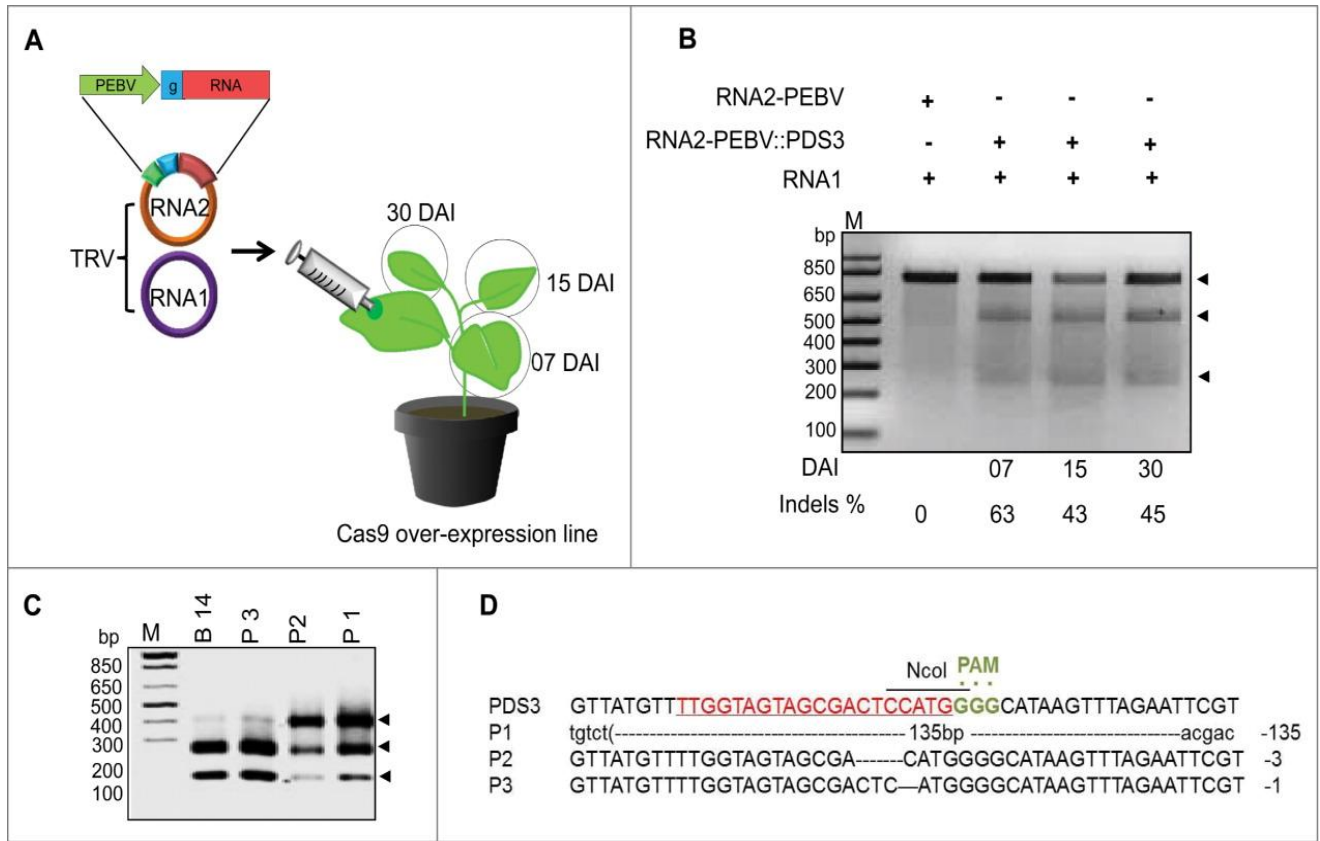 A
PEBV g RNA
RNA2
TRV
RNA1
30 DAI
15 DAI
07 DAI
Cas9 over-expression line
B
RNA2-PEBV + - - -
RNA2-PEBV::PDS3 - + + +
RNA1 + + + +
M
bp
850
650
500
400
300
200
100
DAI 07 15 30
Indels % 0 63 43 45
C
bp M B 14 P 3 P2 P 1
850
650
500
400
300
200
100
D
NcoI PAM
PDS3 GTTATGTTTTGGTAGTAGCGACTCCATGGGGCATAAGTTTAGAATTCGT
P1 tgtct(----------------------------135bp ----------------------------acgac -135
P2 GTTATGTTTTGGTAGTAGCGA-------CATGGGGCATAAGTTTAGAATTCGT -3
P3 GTTATGTTTTGGTAGTAGCGACTC—ATGGGGCATAAGTTTAGAATTCGT -1